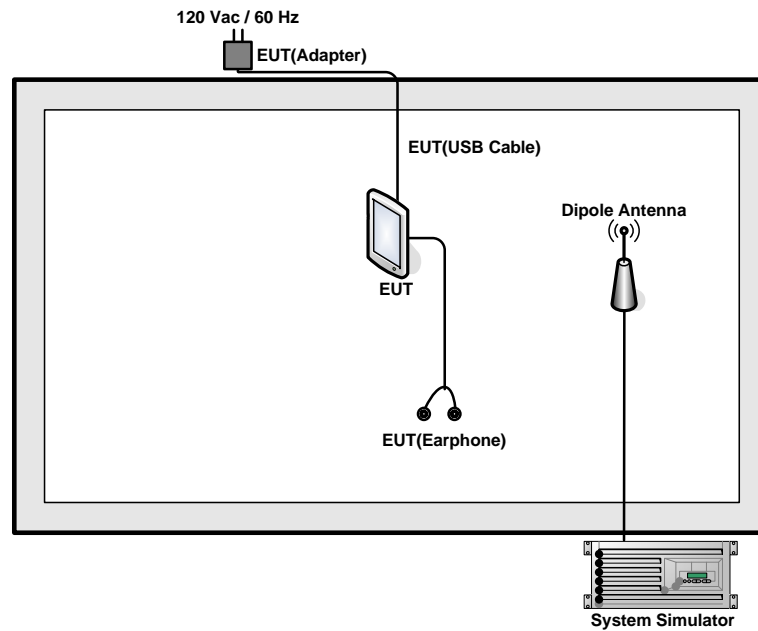 120 Vac / 60 Hz
EUT(Adapter)
EUT(USB Cable)
Dipole Antenna
EUT
EUT(Earphone)
System Simulator